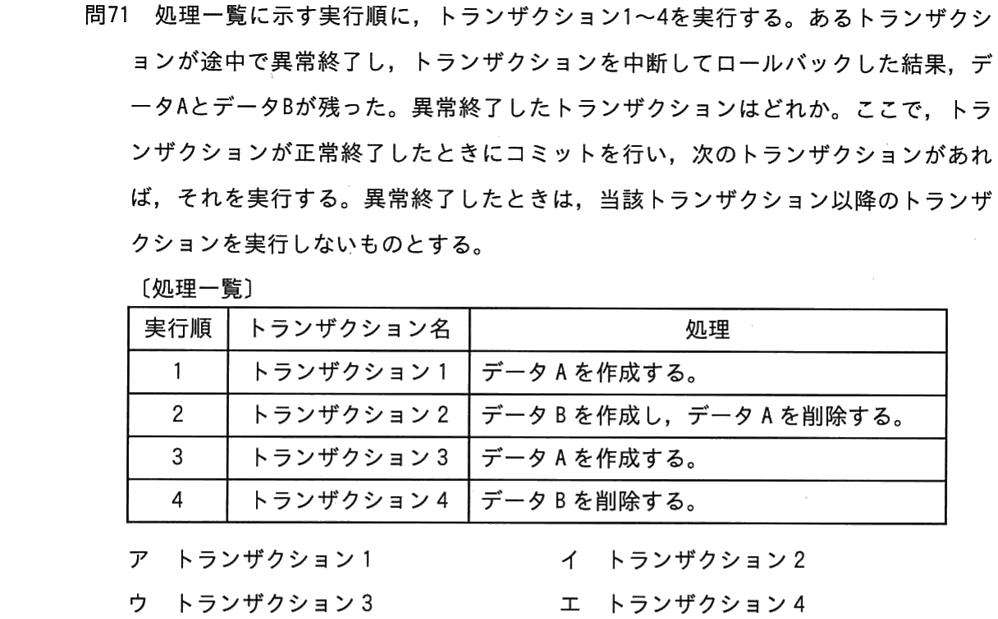 問71　処理一覧に示す実行順に，トランザクション1～4を実行する。あるトランザクシ
ョンが途中で異常終了し，トランザクションを中断してロールバックした結果，デ
ータAとデータBが残った。異常終了したトランザクションはどれか。ここで，トラ
ンザクションが正常終了したときにコミットを行い，次のトランザクションがあれ
ば，それを実行する。異常終了したときは，当該トランザクション以降のトランザ
クションを実行しないものとする。
〔処理一覧〕
実行順　トランザクション名　処理
1　トランザクション1　データAを作成する。
2　トランザクション2　データBを作成し，データAを削除する。
3　トランザクション3　データAを作成する。
4　トランザクション4　データBを削除する。
ア　トランザクション1　イ　トランザクション2
ウ　トランザクション3　エ　トランザクション4